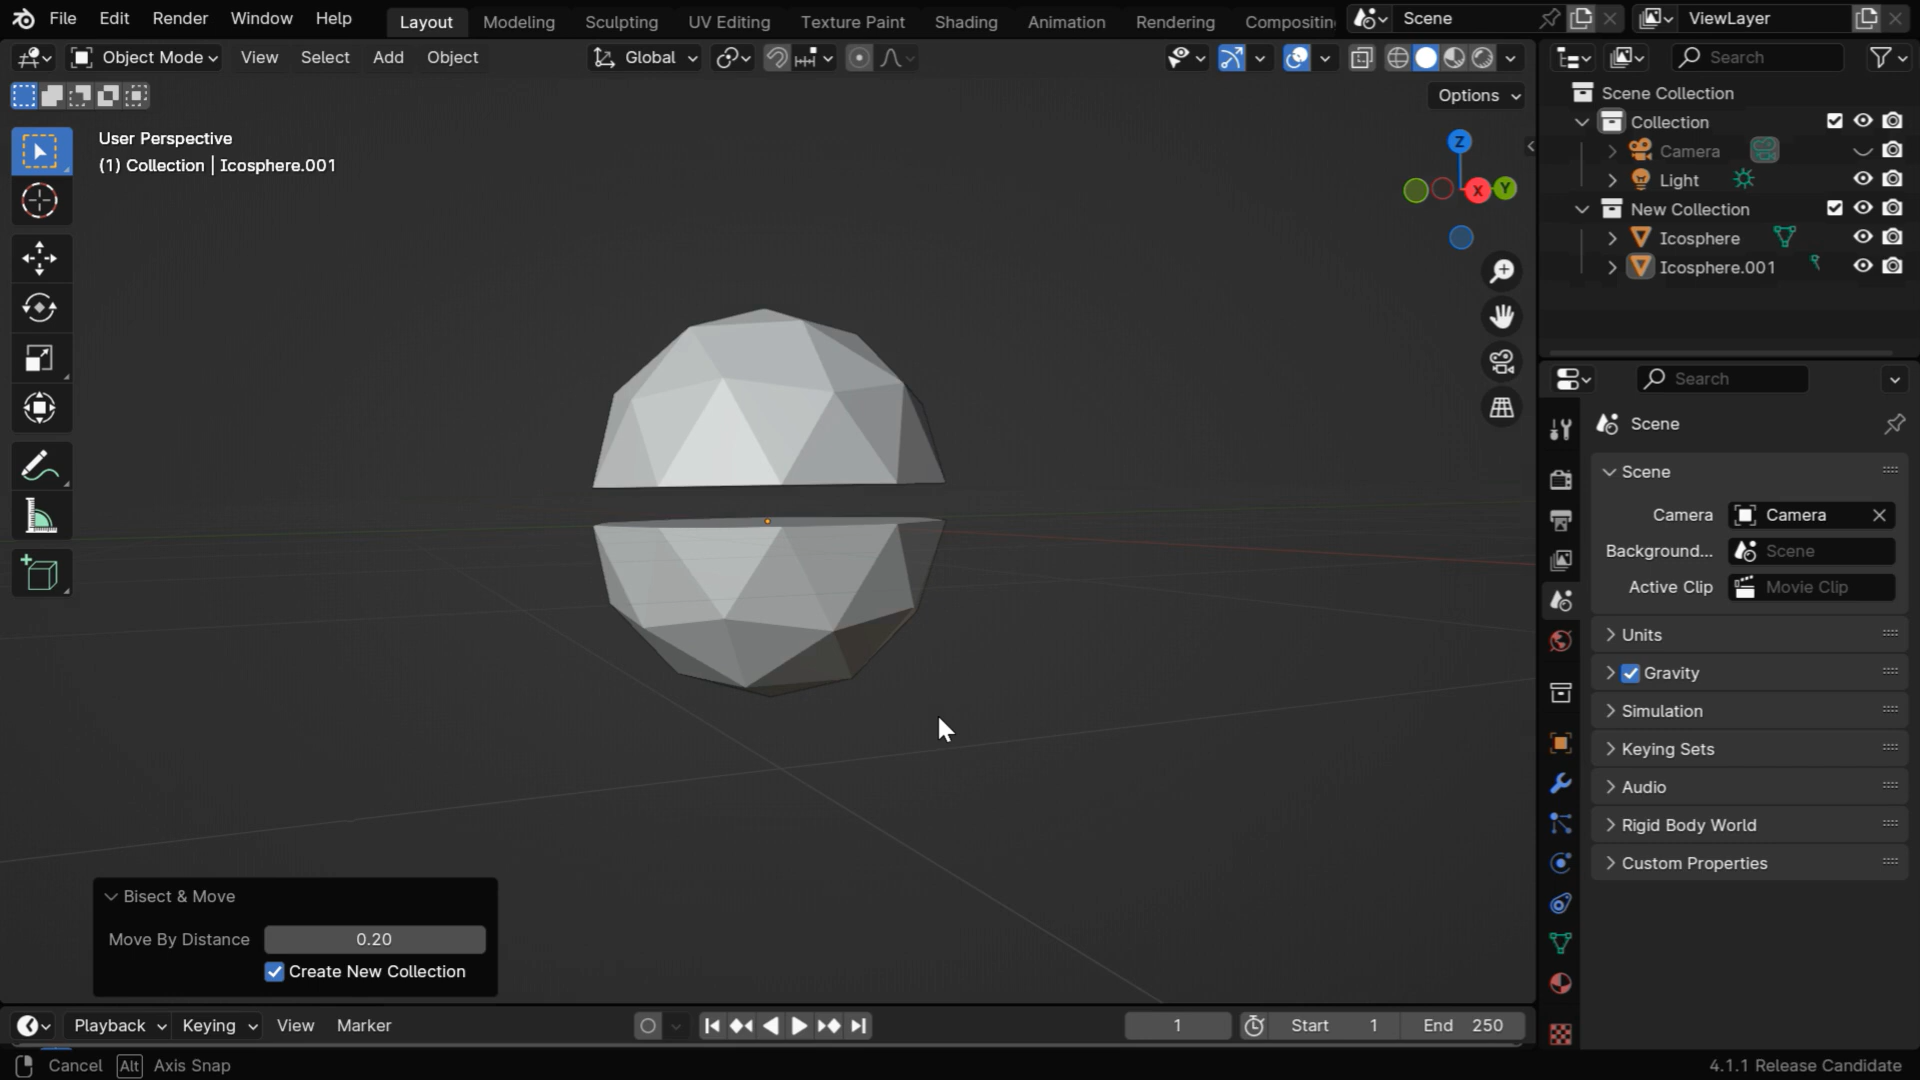 File Edit Render Window Help Layout Modeling Sculpting UV Editing Texture Paint Shading Animation Rendering Scene ViewLayer
Object Mode View Select Add Object Global Search
Options
User Perspective
(1) Collection | Icosphere.001
Z
X
Y
Scene Collection
Collection
Camera
Light
New Collection
Icosphere
Icosphere.001
Search
Scene
Scene
Camera Camera
Background... Scene
Active Clip Movie Clip
Units
Gravity
Simulation
Keying Sets
Audio
Rigid Body World
Custom Properties
Bisect & Move
Move By Distance 0.20
Create New Collection
Playback Keying View Marker 1 Start 1 End 250
Cancel Alt Axis Snap 4.1.1 Release Candidate